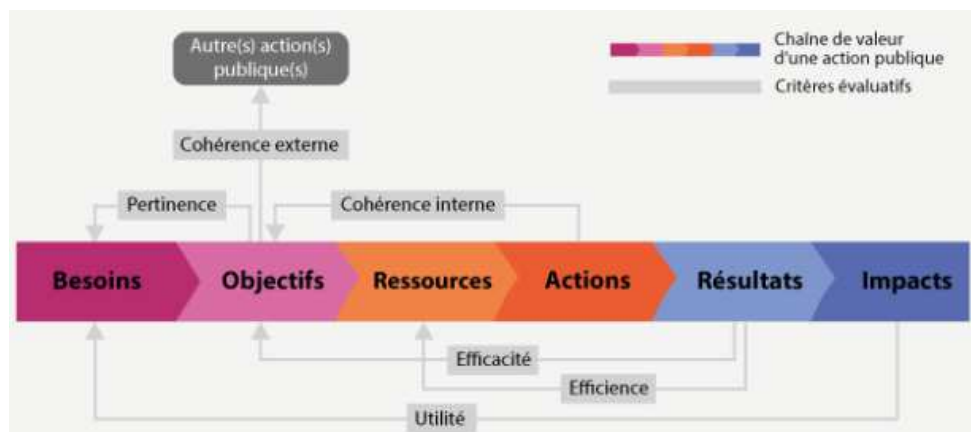 Autre(s) action(s)
publique(s)
Chaîne de valeur
d'une action publique
Critères évaluatifs
Cohérence externe
Pertinence
Cohérence interne
Besoins
Objectifs
Ressources
Actions
Résultats
Impacts
Efficacité
Efficience
Utilité